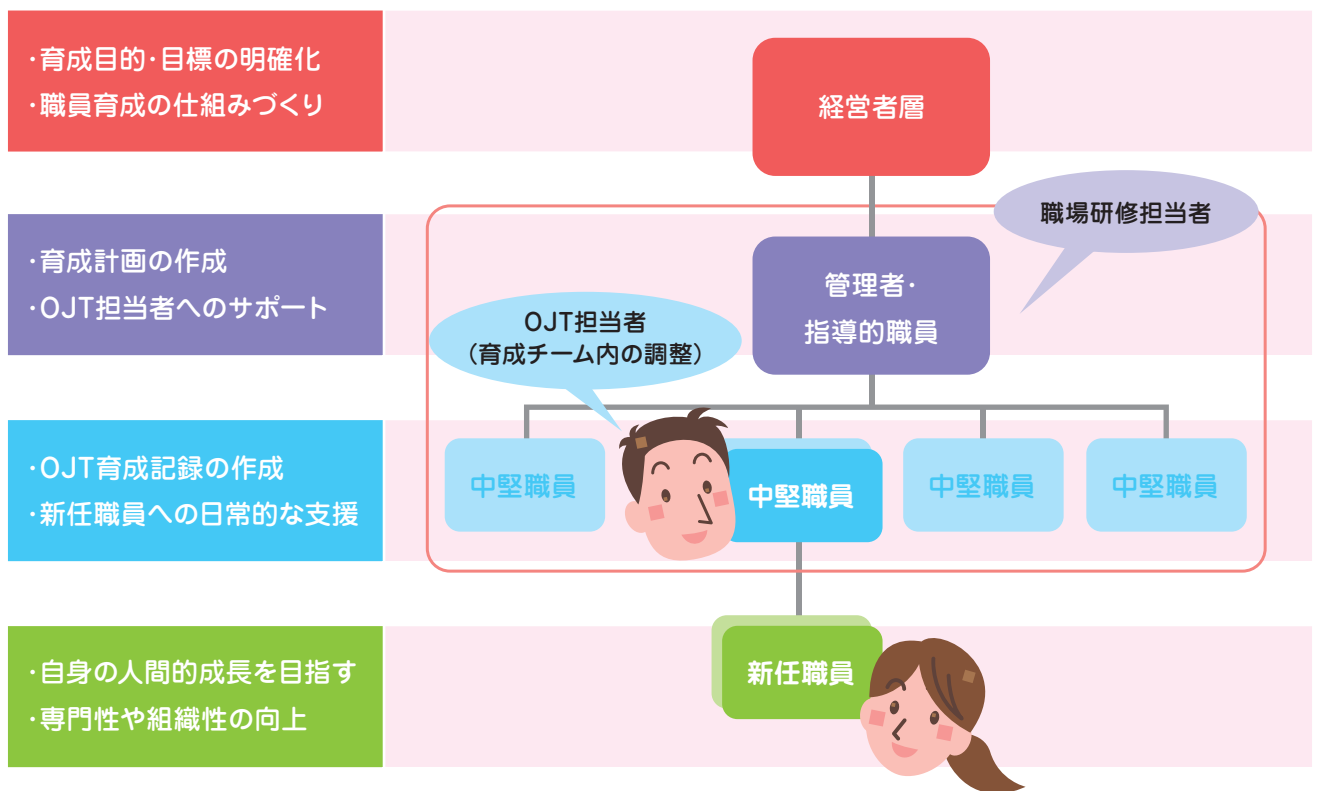 ・育成目的・目標の明確化
・職員育成の仕組みづくり
経営者層
職場研修担当者
・育成計画の作成
・OJT担当者へのサポート
管理者・
指導的職員
OJT担当者
（育成チーム内の調整）
・OJT育成記録の作成
・新任職員への日常的な支援
中堅職員
中堅職員
中堅職員
中堅職員
・自身の人間的成長を目指す
・専門性や組織性の向上
新任職員